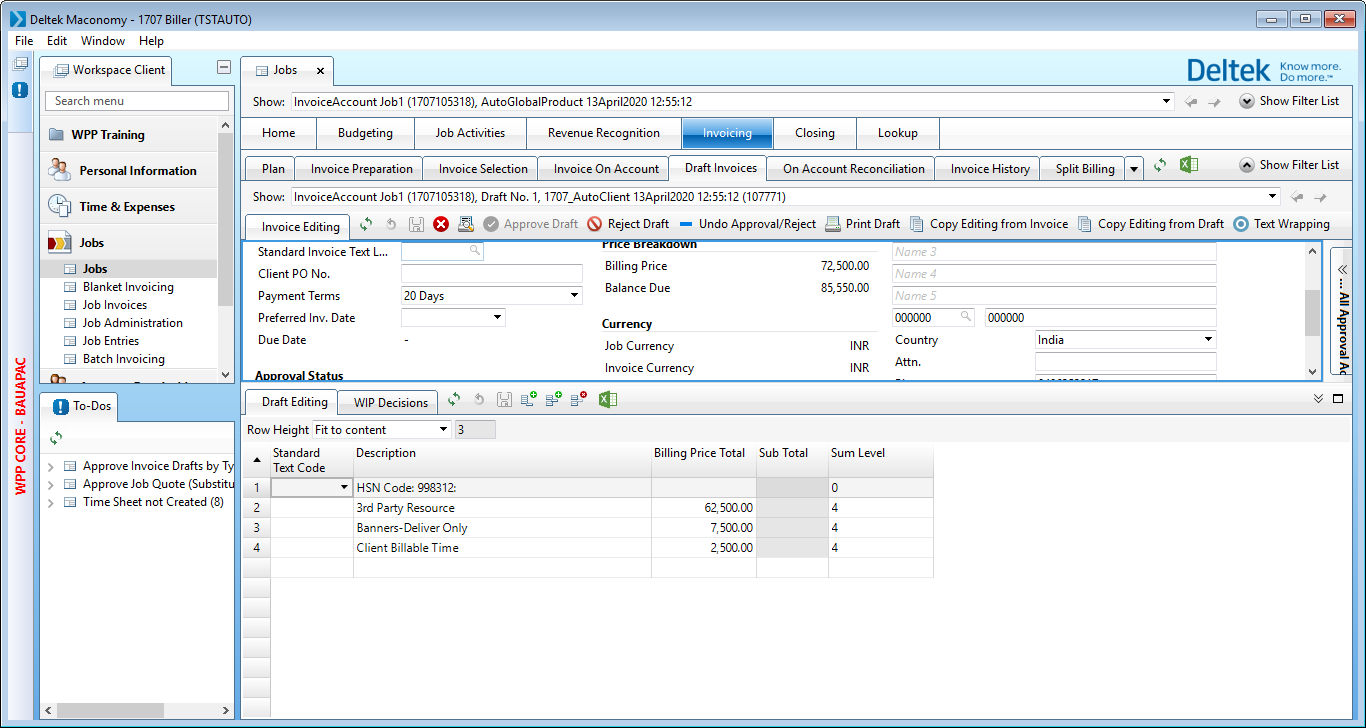 Deltek Maconomy - 1707 Biller (TSTAUTO)
File Edit Window Help
Workspace Client
Search menu
WPP Training
Personal Information
Time & Expenses
Jobs
Jobs
Blanket Invoicing
Job Invoices
Job Administration
Job Entries
Batch Invoicing
WPP CORE - BAUAPAC
To-Dos
Approve Invoice Drafts by Ty
Approve Job Quote (Substitu
Time Sheet not Created (8)
Jobs
Deltek Know more. Do more.™
Show: InvoiceAccount Job1 (1707105318), AutoGlobalProduct 13April2020 12:55:12
Show Filter List
Home Budgeting Job Activities Revenue Recognition Invoicing Closing Lookup
Plan Invoice Preparation Invoice Selection Invoice On Account Draft Invoices On Account Reconciliation Invoice History Split Billing
Show Filter List
Show: InvoiceAccount Job1 (1707105318), Draft No. 1, 1707_AutoClient 13April2020 12:55:12 (107771)
Invoice Editing Approve Draft Reject Draft Undo Approval/Reject Print Draft Copy Editing from Invoice Copy Editing from Draft Text Wrapping
Standard Invoice Text L...
Client PO No.
Payment Terms 20 Days
Preferred Inv. Date
Due Date -
Approval Status
Price Breakdown
Billing Price 72,500.00
Balance Due 85,550.00
Currency
Job Currency INR
Invoice Currency INR
Name 3
Name 4
Name 5
000000 000000
Country India
Attn.
... All Approval Ac
Draft Editing WIP Decisions
Row Height Fit to content 3
Standard Text Code Description Billing Price Total Sub Total Sum Level
1 HSN Code: 998312: 0
2 3rd Party Resource 62,500.00 4
3 Banners-Deliver Only 7,500.00 4
4 Client Billable Time 2,500.00 4